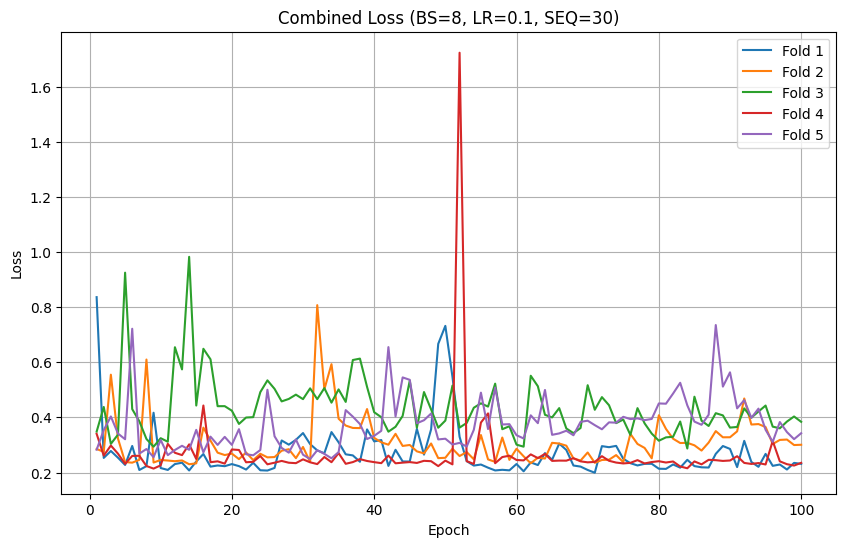 Combined Loss (BS=8, LR=0.1, SEQ=30)
Fold 1
Fold 2
Fold 3
Fold 4
Fold 5
Loss
1.6
1.4
1.2
1.0
0.8
0.6
0.4
0.2
0 20 40 60 80 100
Epoch